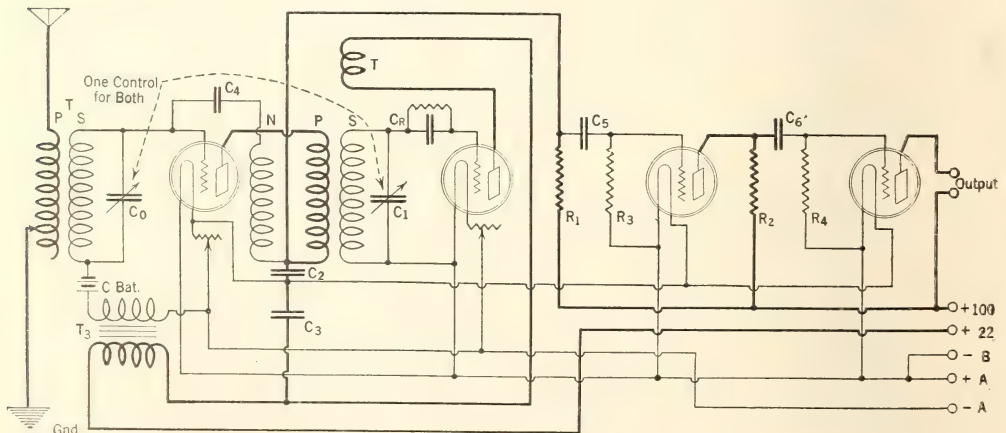 One Control
for Both
T
P S
C4
N
P
S
CR
T
C0
C1
C5
C6'
R1
R3
R2
R4
Output
C2
C3
C Bat.
T3
Gnd
+ 100
+ 22
- B
+ A
- A